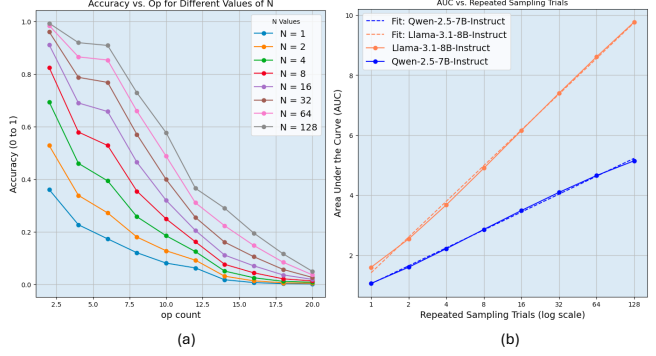 Accuracy vs. Op for Different Values of N
N Values
N = 1
N = 2
N = 4
N = 8
N = 16
N = 32
N = 64
N = 128
Accuracy (0 to 1)
1.0
0.8
0.6
0.4
0.2
0.0
2.5 5.0 7.5 10.0 12.5 15.0 17.5 20.0
op count
(a)
AUC vs. Repeated Sampling Trials
Fit: Qwen-2.5-7B-Instruct
Fit: Llama-3.1-8B-Instruct
Llama-3.1-8B-Instruct
Qwen-2.5-7B-Instruct
Area Under the Curve (AUC)
10
8
6
4
2
1 2 4 8 16 32 64 128
Repeated Sampling Trials (log scale)
(b)